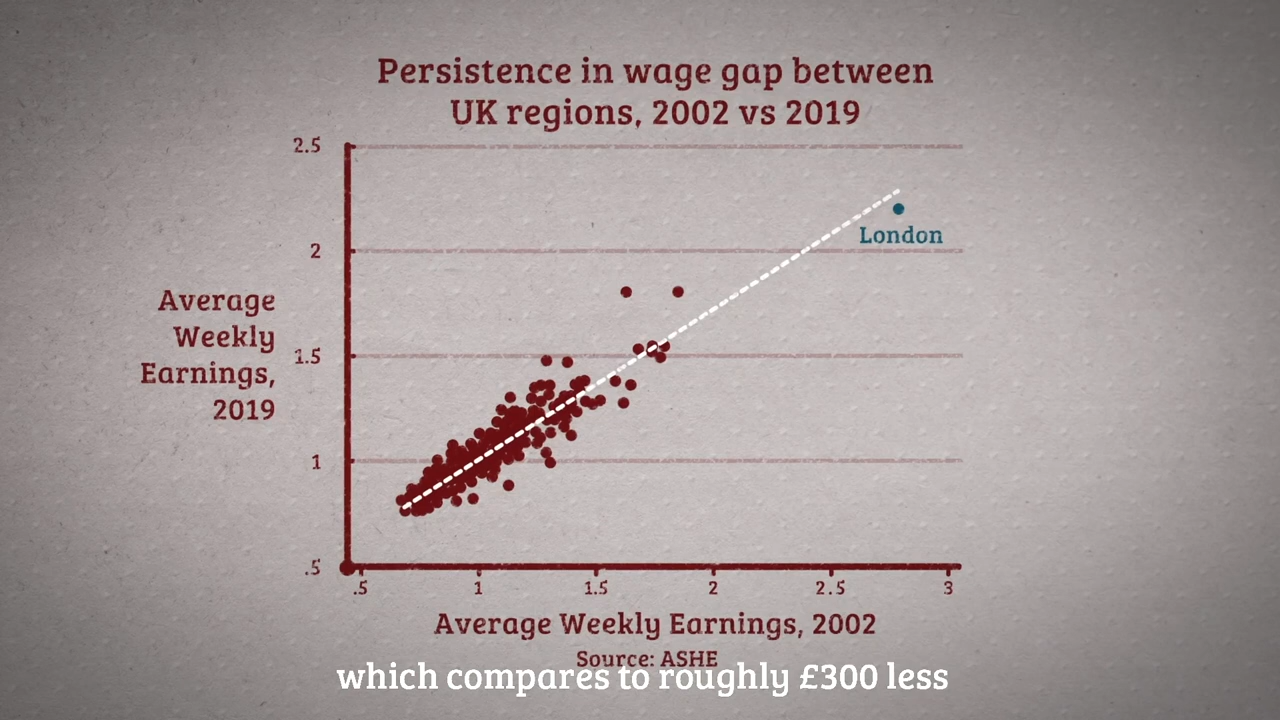 Persistence in wage gap between
UK regions, 2002 vs 2019
2.5
2
1.5
1
.5
Average
Weekly
Earnings,
2019
London
.5 1 1.5 2 2.5 3
Average Weekly Earnings, 2002
Source: ASHE
which compares to roughly £300 less